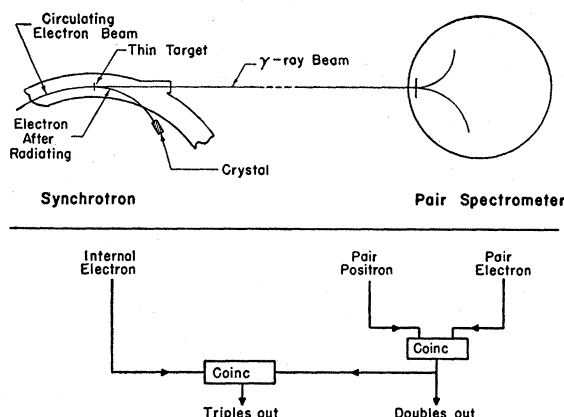 Circulating
Electron Beam
Thin Target
γ-ray Beam
Electron
After
Radiating
Crystal
Synchrotron
Pair Spectrometer
Internal
Electron
Pair
Positron
Pair
Electron
Coinc
Coinc
Triples out
Doubles out